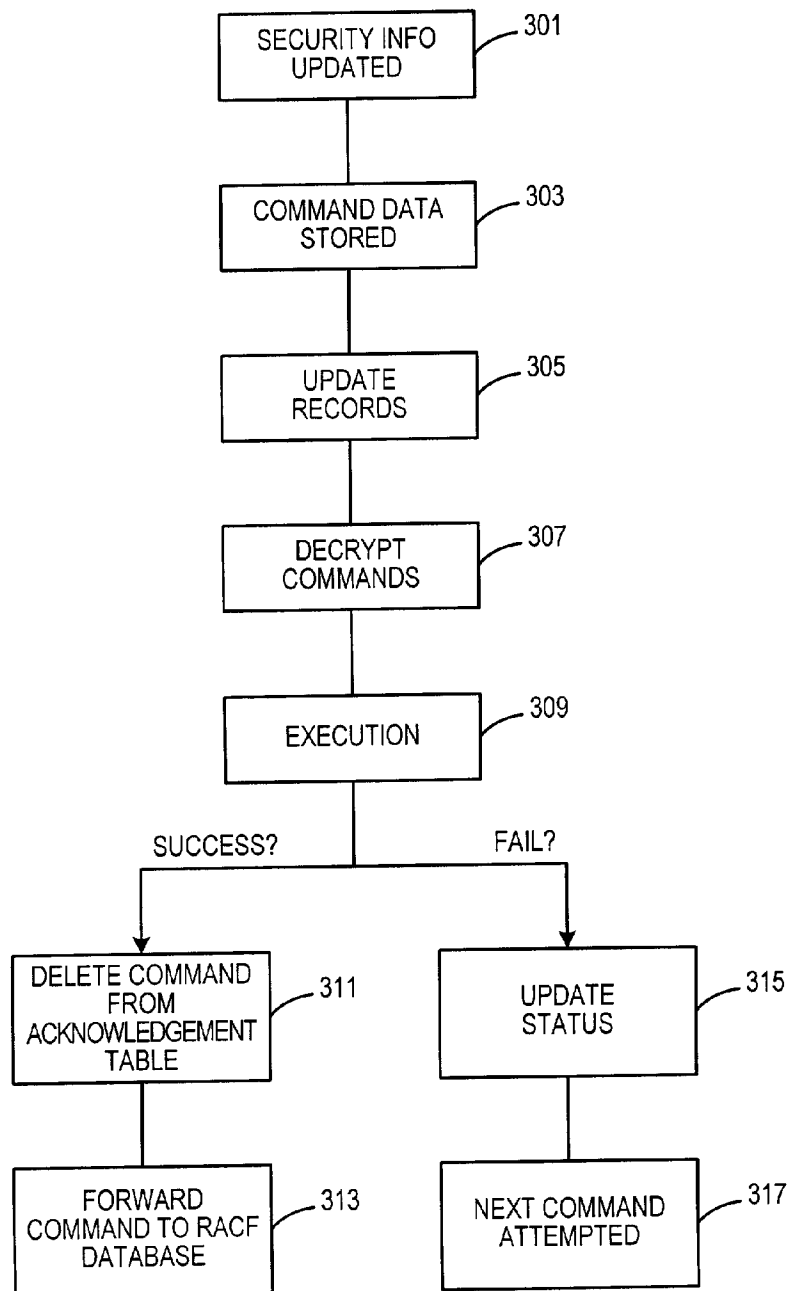 SECURITY INFO
UPDATED
301
COMMAND DATA
STORED
303
UPDATE
RECORDS
305
DECRYPT
COMMANDS
307
EXECUTION
309
SUCCESS?
FAIL?
DELETE COMMAND
FROM
ACKNOWLEDGEMENT
TABLE
311
UPDATE
STATUS
315
FORWARD
COMMAND TO RACF
DATABASE
313
NEXT COMMAND
ATTEMPTED
317